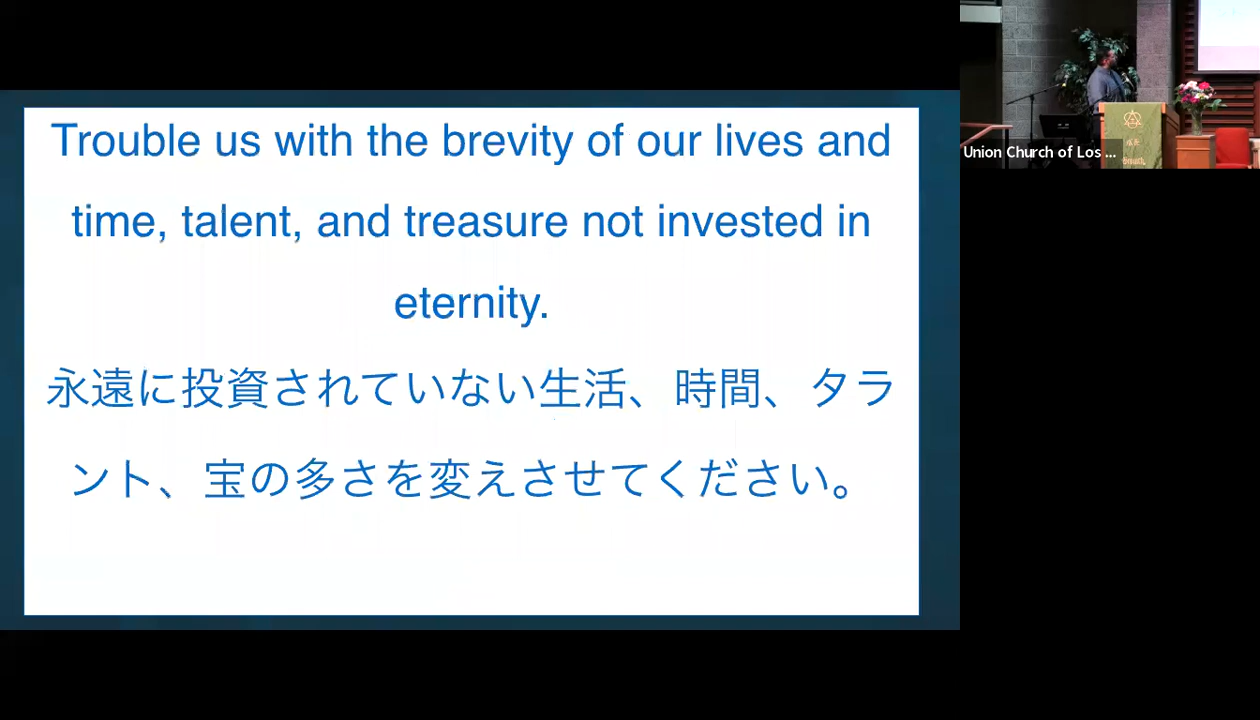 Trouble us with the brevity of our lives and
time, talent, and treasure not invested in
eternity.
永遠に投資されていない生活、時間、タラ
ント、宝の多さを変えさせてください。
Union Church of Los ...